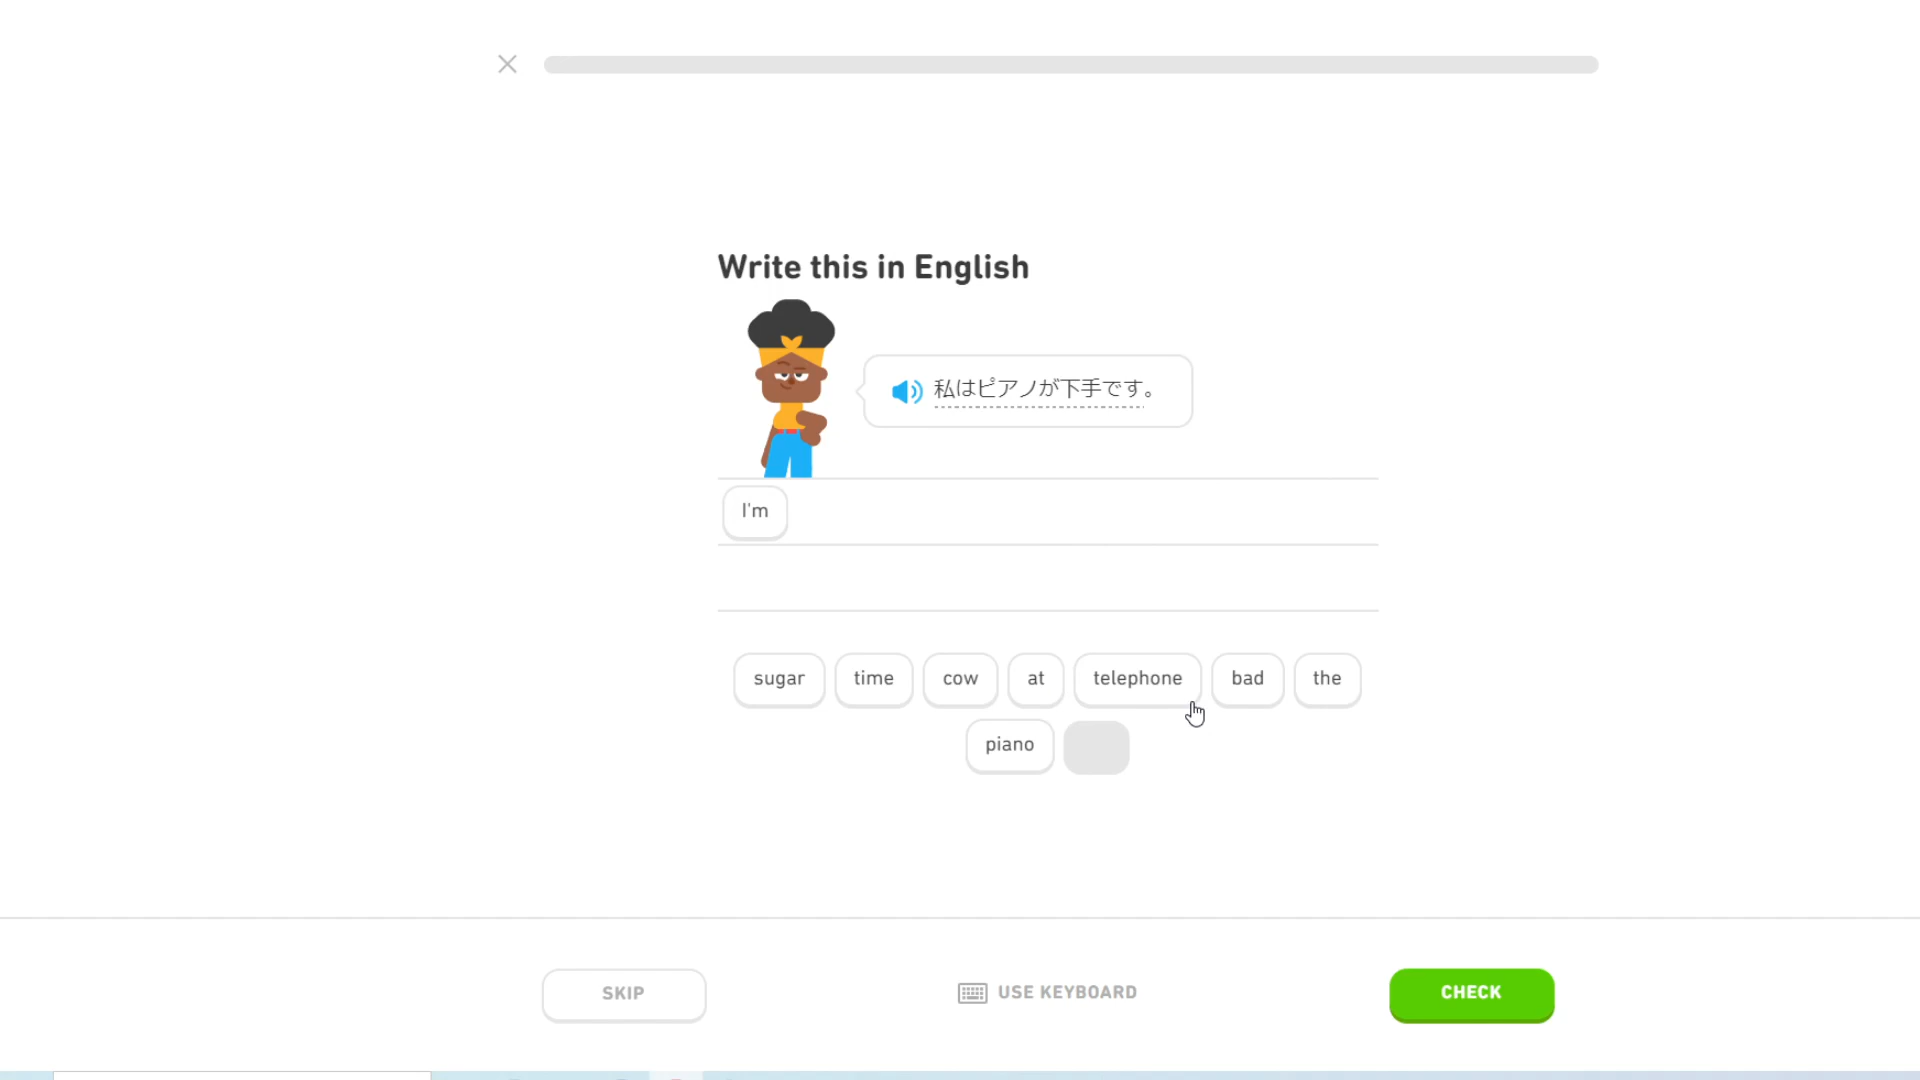 Write this in English
私はピアノが下手です。
I'm
sugar time cow at telephone bad the
piano
SKIP USE KEYBOARD CHECK